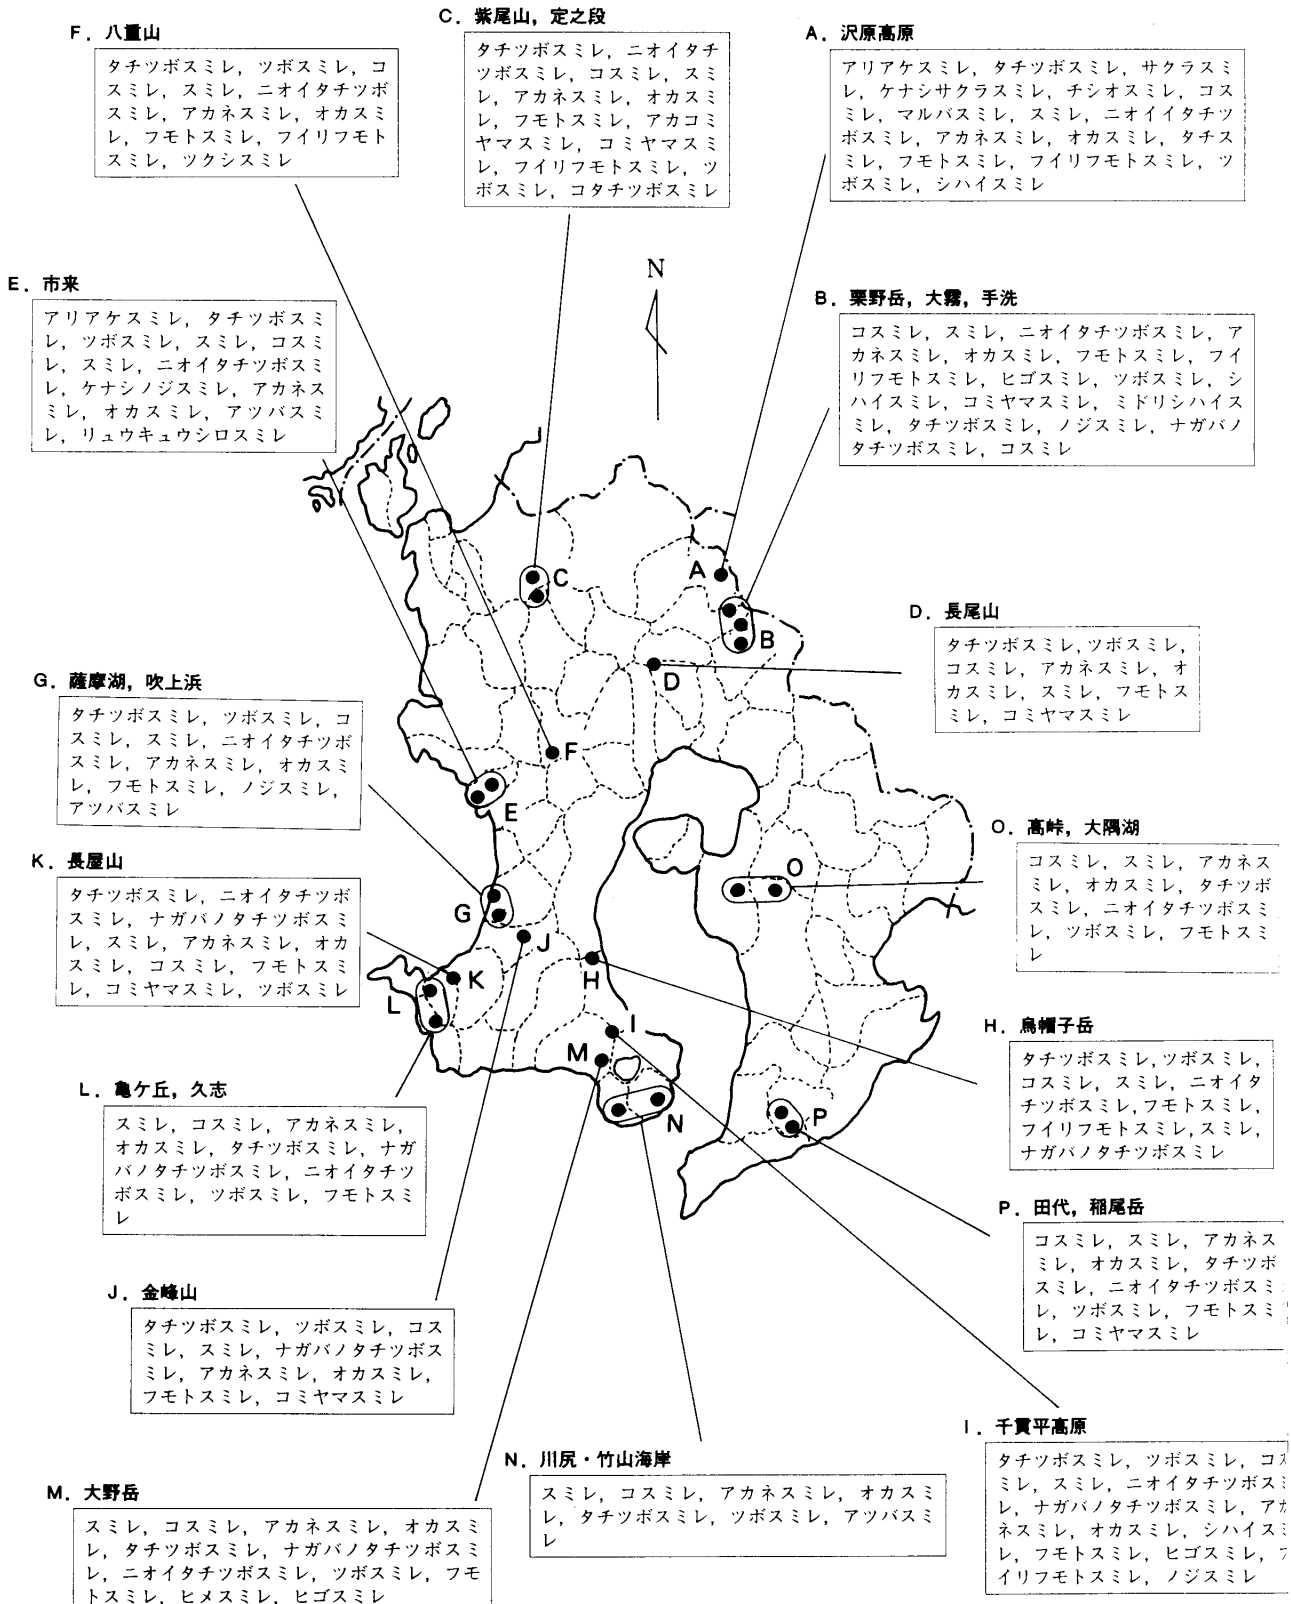 F．八重山
タチツボスミレ，ツボスミレ，コ
スミレ，スミレ，ニオイタチツボ
スミレ，アカネスミレ，オカスミ
レ，フモトスミレ，フイリフモト
スミレ，ツクシスミレ
C．紫尾山，定之段
タチツボスミレ，ニオイタチ
ツボスミレ，コスミレ，スミ
レ，アカネスミレ，オカスミ
レ，フモトスミレ，アカコミ
ヤマスミレ，コミヤマスミ
レ，フイリフモトスミレ，ツ
ボスミレ，コタチツボスミレ
A．沢原高原
アリアケスミレ，タチツボスミレ，サクラスミ
レ，ケナシサクラスミレ，チシオスミレ，コス
ミレ，マルバスミレ，スミレ，ニオイイタチツ
ボスミレ，アカネスミレ，オカスミレ，タチス
ミレ，フモトスミレ，フイリフモトスミレ，ツ
ボスミレ，シハイスミレ
N
E．市来
アリアケスミレ，タチツボスミ
レ，ツボスミレ，スミレ，コスミ
レ，スミレ，ニオイタチツボスミ
レ，ケナシノジスミレ，アカネス
ミレ，オカスミレ，アツバスミ
レ，リュウキュウシロスミレ
B．栗野岳，大霧，手洗
コスミレ，スミレ，ニオイタチツボスミレ，ア
カネスミレ，オカスミレ，フモトスミレ，フイ
リフモトスミレ，ヒゴスミレ，ツボスミレ，シ
ハイスミレ，コミヤマスミレ，ミドリシハイス
ミレ，タチツボスミレ，ノジスミレ，ナガバノ
タチツボスミレ，コスミレ
C
A
B
D
D．長尾山
タチツボスミレ，ツボスミレ，
コスミレ，アカネスミレ，オ
カスミレ，スミレ，フモトス
ミレ，コミヤマスミレ
G．薩摩湖，吹上浜
タチツボスミレ，ツボスミレ，コ
スミレ，スミレ，ニオイタチツボ
スミレ，アカネスミレ，オカスミ
レ，フモトスミレ，ノジスミレ，
アツバスミレ
F
E
O．高峠，大隅湖
コスミレ，スミレ，アカネス
ミレ，オカスミレ，タチツボ
スミレ，ニオイタチツボスミ
レ，ツボスミレ，フモトスミ
レ
K．長屋山
タチツボスミレ，ニオイタチツボ
スミレ，ナガバノタチツボスミ
レ，スミレ，アカネスミレ，オカ
スミレ，コスミレ，フモトスミ
レ，コミヤマスミレ，ツボスミレ
O
G
J
K
H
L
I
M
N
P
H．烏帽子岳
タチツボスミレ，ツボスミレ，
コスミレ，スミレ，ニオイタ
チツボスミレ，フモトスミレ，
フイリフモトスミレ，スミレ，
ナガバノタチツボスミレ
L．亀ケ丘，久志
スミレ，コスミレ，アカネスミレ，
オカスミレ，タチツボスミレ，ナガ
バノタチツボスミレ，ニオイタチツ
ボスミレ，ツボスミレ，フモトスミ
レ
P．田代，稲尾岳
コスミレ，スミレ，アカネス
ミレ，オカスミレ，タチツボ
スミレ，ニオイタチツボスミ
レ，ツボスミレ，フモトスミ
レ，コミヤマスミレ
J．金峰山
タチツボスミレ，ツボスミレ，コス
ミレ，スミレ，ナガバノタチツボス
ミレ，アカネスミレ，オカスミレ，
フモトスミレ，コミヤマスミレ
M．大野岳
スミレ，コスミレ，アカネスミレ，オカスミ
レ，タチツボスミレ，ナガバノタチツボスミ
レ，ニオイタチツボスミレ，ツボスミレ，フモ
トスミレ，ヒメスミレ，ヒゴスミレ
N．川尻・竹山海岸
スミレ，コスミレ，アカネスミレ，オカスミ
レ，タチツボスミレ，ツボスミレ，アツバスミ
レ
I．千貫平高原
タチツボスミレ，ツボスミレ，コス
ミレ，スミレ，ニオイタチツボスミ
レ，ナガバノタチツボスミレ，アカ
ネスミレ，オカスミレ，シハイスミ
レ，フモトスミレ，ヒゴスミレ，フ
イリフモトスミレ，ノジスミレ